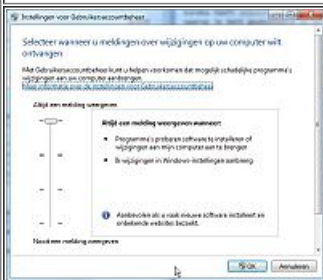 Instellingen voor Gebruikersaccountbeheer
Selecteer wanneer u meldingen over wijzigingen op uw computer wilt
ontvangen
Met Gebruikersaccountbeheer kunt u helpen voorkomen dat mogelijk schadelijke programma's
wijzigingen aan uw computer aanbrengen.
Meer informatie over de instellingen voor Gebruikersaccountbeheer
Altijd een melding weergeven
Altijd een melding weergeven wanneer:
Programma's proberen software te installeren of
wijzigingen aan mijn computer aan te brengen
Ik wijzigingen in Windows-instellingen aanbreng
Aanbevolen als u vaak nieuwe software installeert en
onbekende websites bezoekt.
Nooit een melding weergeven
OK
Annuleren